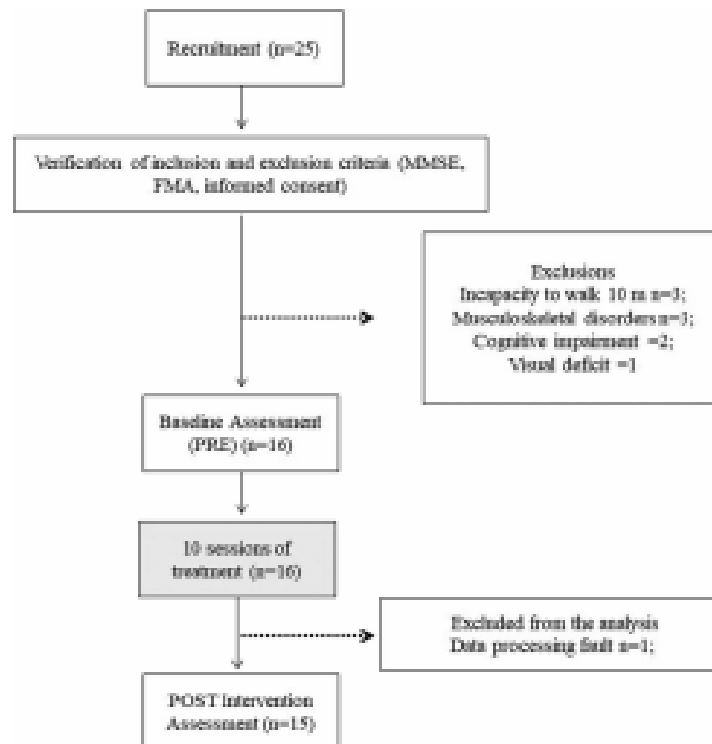 Recruitment (n=25)
Verification of inclusion and exclusion criteria (MMSE,
FMA, informed consent)
Exclusions
Incapacity to walk 10 m n=3;
Musculoskeletal disorders n=3;
Cognitive impairment =2;
Visual deficit =1
Baseline Assessment
(PRE) (n=16)
10 sessions of
treatment (n=16)
Excluded from the analysis
Data processing fault n=1;
POST Intervention
Assessment (n=15)